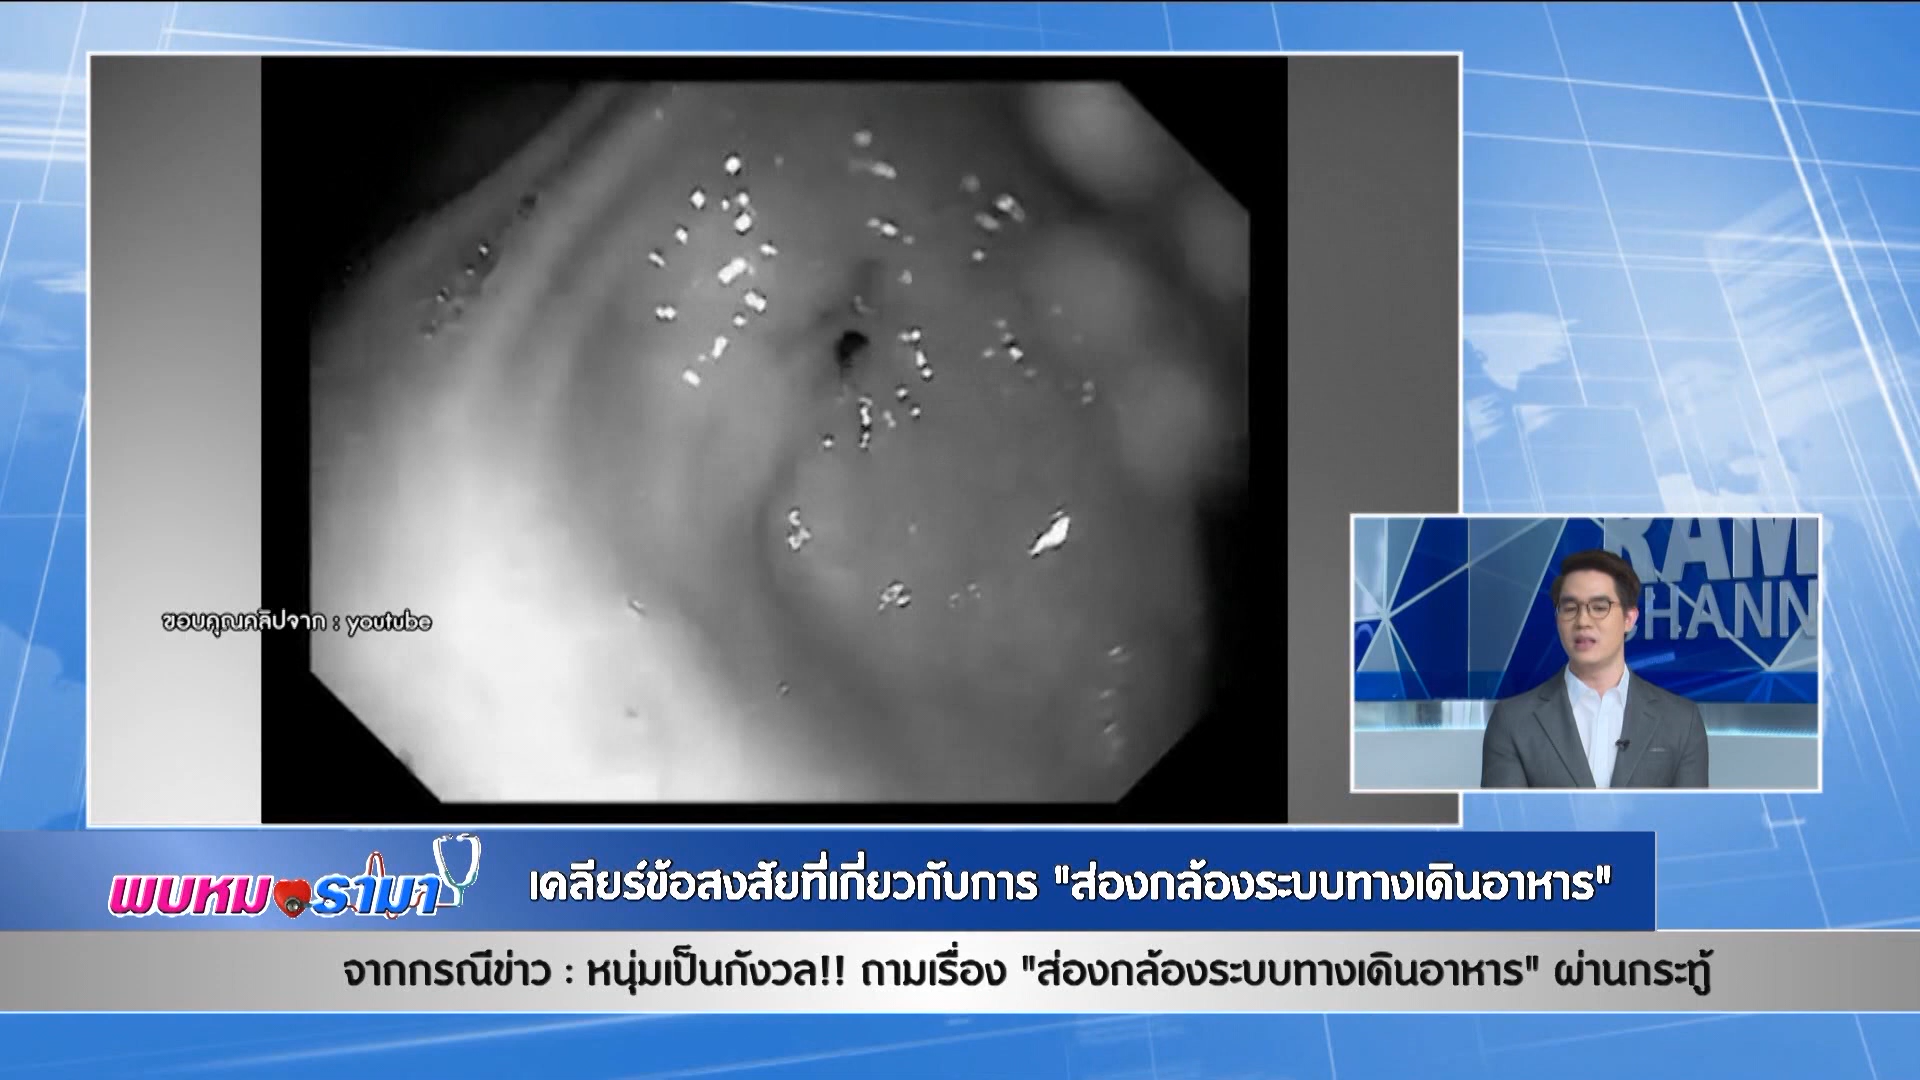 RAM
CHANN
ขอบคุณคลิปจาก : youtube
พบหมอรามา
เคลียร์ข้อสงสัยที่เกี่ยวกับการ "ส่องกล้องระบบทางเดินอาหาร"
จากกรณีข่าว : หนุ่มเป็นกังวล!! ถามเรื่อง "ส่องกล้องระบบทางเดินอาหาร" ผ่านกระทู้